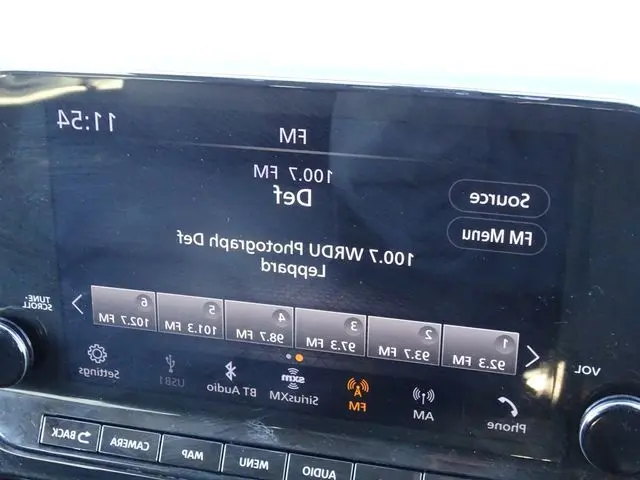 11:54
FM
100.7 FM
Def
Source
FM Menu
100.7 WRDU Photograph Def
Leppard
1
92.3 FM
2
93.7 FM
3
97.3 FM
4
98.7 FM
5
101.3 FM
6
102.7 FM
Phone
AM
A
FM
sxm
SiriusXM
BT Audio
USB1
Settings
VOL
TUNE·
SCROLL
AUDIO
MENU
MAP
CAMERA
BACK